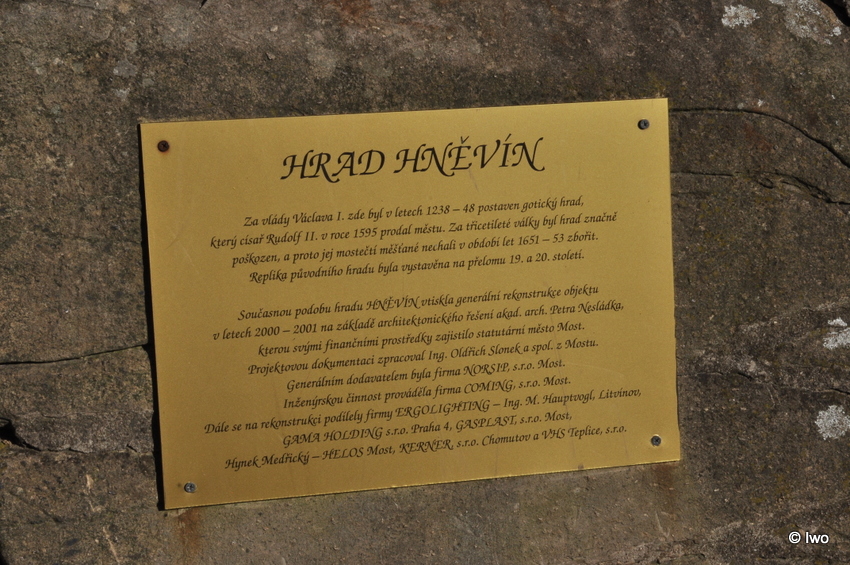 HRAD HNĚVÍN
Za vlády Václava I. zde byl v letech 1238 – 48 postaven gotický hrad,
který císař Rudolf II. v roce 1595 prodal městu. Za třicetileté války byl hrad značně
poškozen, a proto jej mostečtí měšťané nechali v období let 1651 – 53 zbořit.
Replika původního hradu byla vystavěna na přelomu 19. a 20. století.
Současnou podobu hradu HNĚVÍN vtiskla generální rekonstrukce objektu
v letech 2000 – 2001 na základě architektonického řešení akad. arch. Petra Nesládka,
kterou svými finančními prostředky zajistilo statutární město Most.
Projektovou dokumentaci zpracoval Ing. Oldřich Slonek a spol. z Mostu.
Generálním dodavatelem byla firma NORSIP, s.r.o. Most.
Inženýrskou činnost prováděla firma COMING, s.r.o. Most.
Dále se na rekonstrukci podílely firmy ERGOLIGHTING – Ing. M. Hauptvogl, Litvínov,
GAMA HOLDING s.r.o. Praha 4, GASPLAST, s.r.o. Most,
Hynek Medřický – HELOS Most, KERNER, s.r.o. Chomutov a VHS Teplice, s.r.o.
© lwo